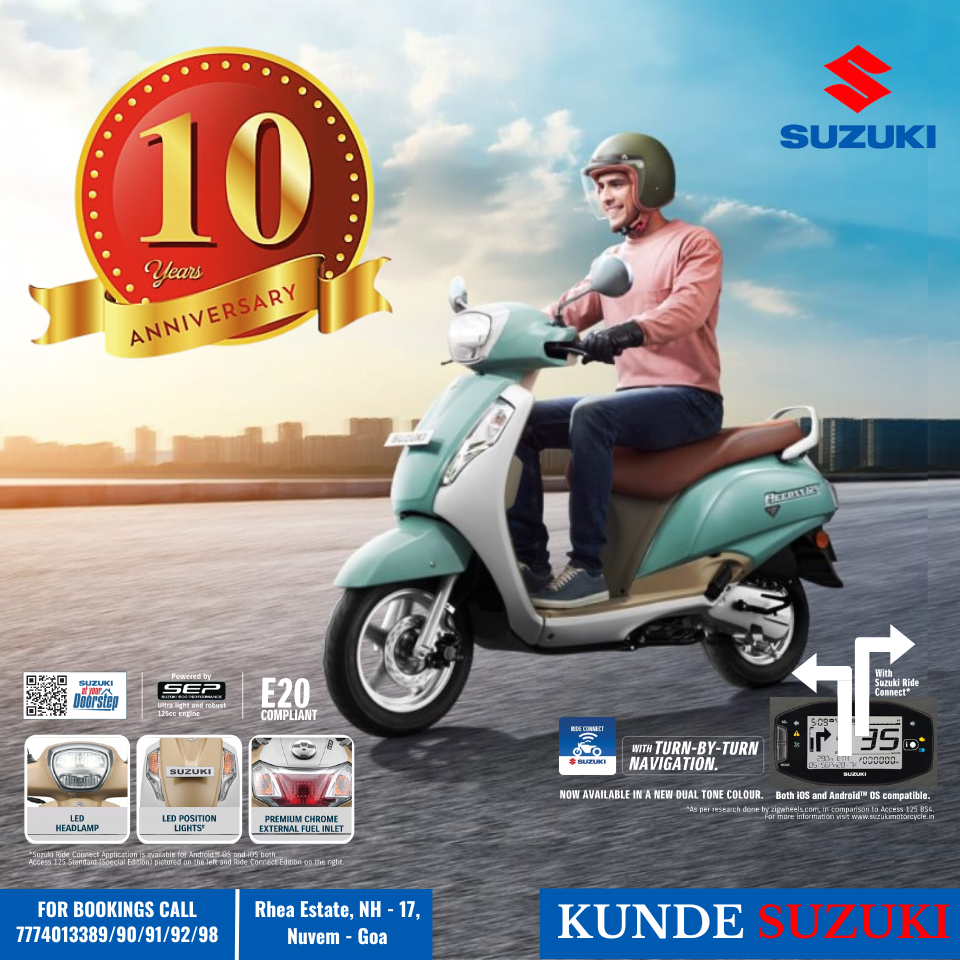 10
Years
ANNIVERSARY
SUZUKI
SUZUKI
SUZUKI
at your
Doorstep
Powered by
SEP
SUZUKI ECO PERFORMANCE
Ultra light and robust
125cc engine
E20
COMPLIANT
LED
HEADLAMP
SUZUKI
LED POSITION
LIGHTS#
PREMIUM CHROME
EXTERNAL FUEL INLET
*Suzuki Ride Connect Application is available for Android™ OS and iOS both.
Access 125 Standard (Special Edition) pictured on the left and Ride Connect Edition on the right.
RIDE CONNECT
SUZUKI
WITH TURN-BY-TURN
NAVIGATION.
With
Suzuki Ride
Connect*
SUZUKI
NOW AVAILABLE IN A NEW DUAL TONE COLOUR.
Both iOS and Android™ OS compatible.
^As per research done by zigwheels.com, in comparison to Access 125 BS4.
For more information visit www.suzukimotorcycle.in
FOR BOOKINGS CALL
7774013389/90/91/92/98
Rhea Estate, NH - 17,
Nuvem - Goa
KUNDE SUZUKI